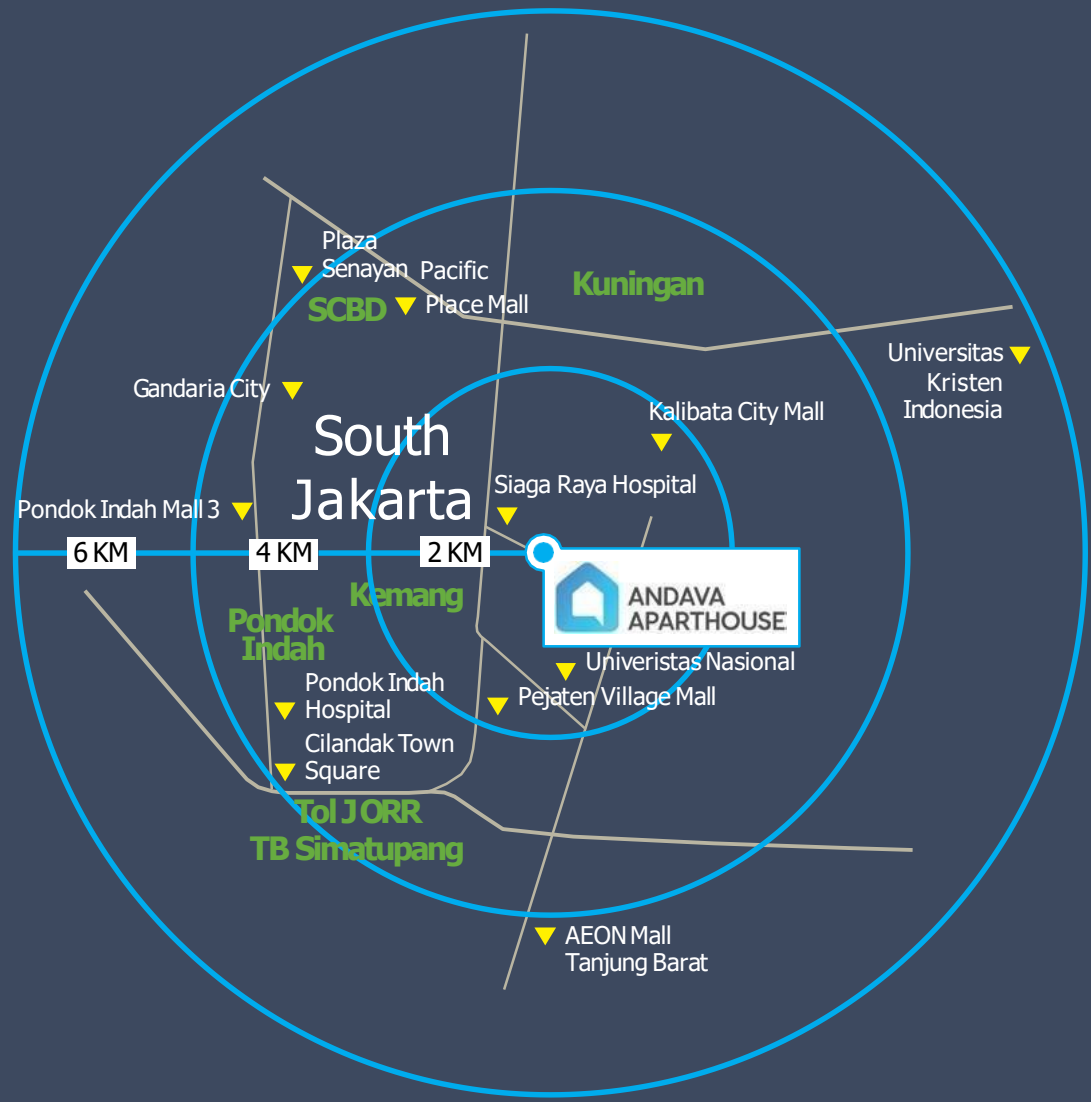 Plaza
Senayan
Pacific
Place Mall
SCBD
Kuningan
Universitas
Kristen
Indonesia
Gandaria City
Kalibata City Mall
South
Jakarta
Siaga Raya Hospital
Pondok Indah Mall 3
6 KM
4 KM
2 KM
Kemang
ANDAVA
APARTHOUSE
Pondok
Indah
Univeristas Nasional
Pejaten Village Mall
Pondok Indah
Hospital
Cilandak Town
Square
Tol JORR
TB Simatupang
AEON Mall
Tanjung Barat